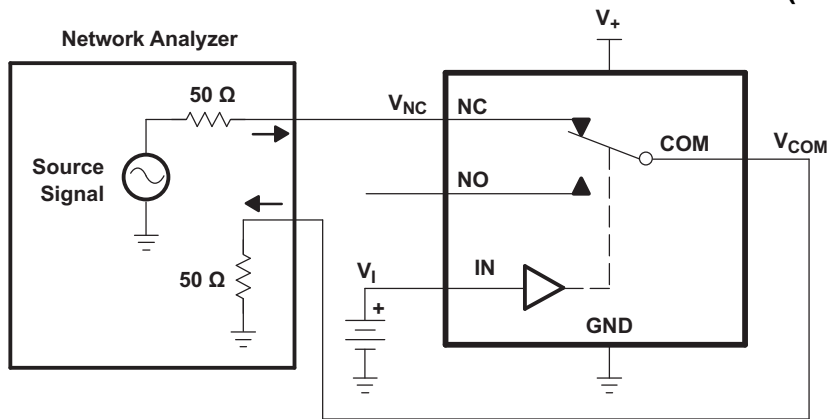 (
V+
Network Analyzer
50 Ω
VNC
NC
COM
VCOM
Source
Signal
NO
50 Ω
VI
IN
+
GND